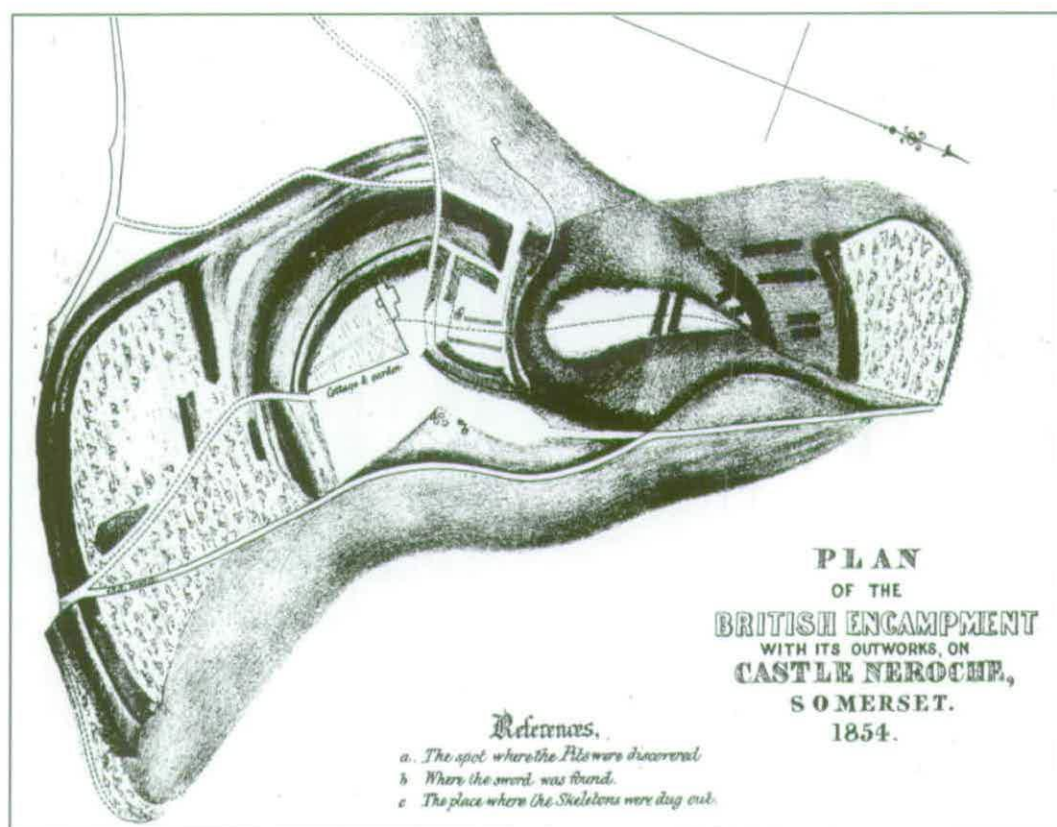 Cottage & garden
PLAN
OF THE
BRITISH ENCAMPMENT
WITH ITS OUTWORKS, ON
CASTLE NEROCHE,
SOMERSET.
1854.
References.
a. The spot where the Pits were discovered
b Where the sword was found.
c The place where the Skeletons were dug out.